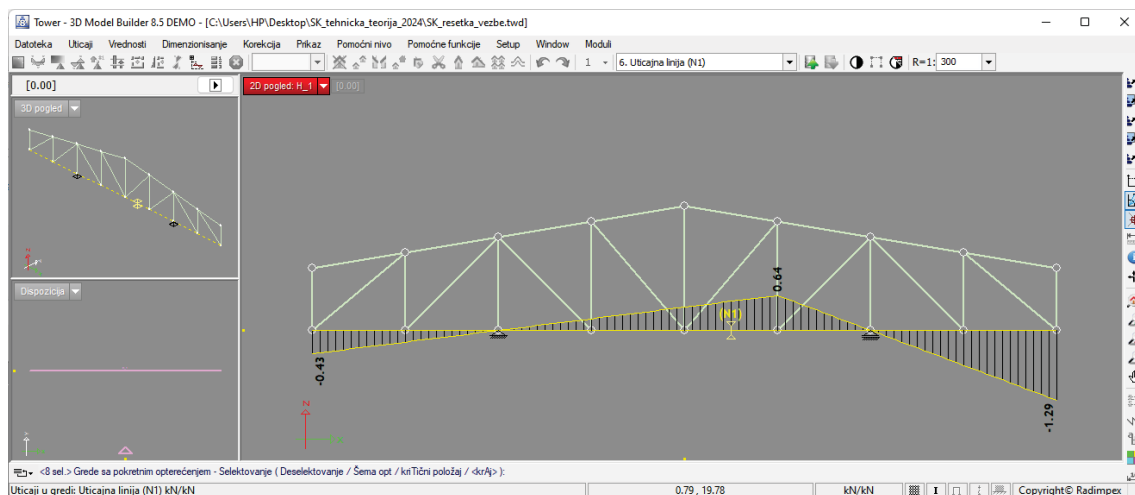 Tower - 3D Model Builder 8.5 DEMO - [C:\Users\HP\Desktop\SK_tehnicka_teorija_2024\SK_resetka_vezbe.twd]
Datoteka Uticaji Vrednosti Dimenzionisanje Korekcija Prikaz Pomoćni nivo Pomoćne funkcije Setup Window Moduli
1 6. Uticajna linija (N1) R=1: 300
[0.00] 2D pogled: H_1 [0.00]
3D pogled
0.64
(N1)
Dispozicija
-0.43
-1.29
Z
<8 sel.> Grede sa pokretnim opterećenjem - Selektovanje ( Deselektovanje / Šema opt / kriTični položaj / <krAj> ):
Uticaji u gredi: Uticajna linija (N1) kN/kN 0.79 , 19.78 kN/kN Copyright© Radimpex